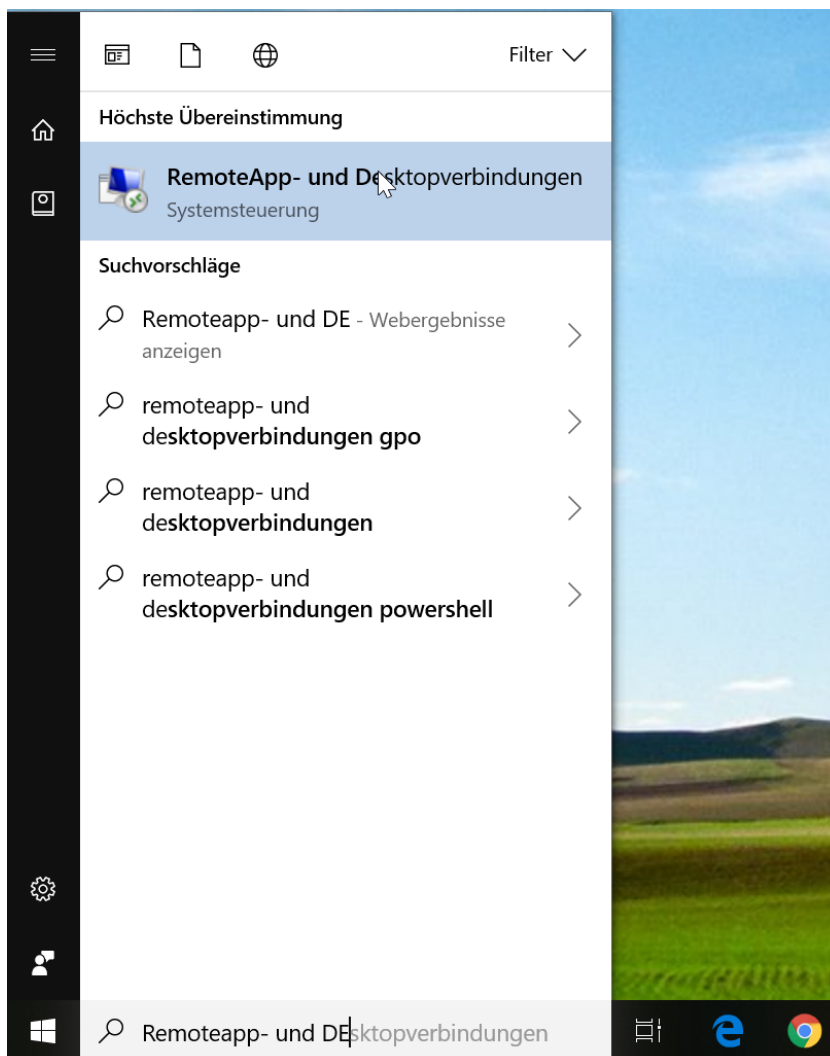 Filter
Höchste Übereinstimmung
RemoteApp- und Desktopverbindungen
Systemsteuerung
Suchvorschläge
Remoteapp- und DE - Webergebnisse
anzeigen
remoteapp- und
desktopverbindungen gpo
remoteapp- und
desktopverbindungen
remoteapp- und
desktopverbindungen powershell
Remoteapp- und DEsktopverbindungen